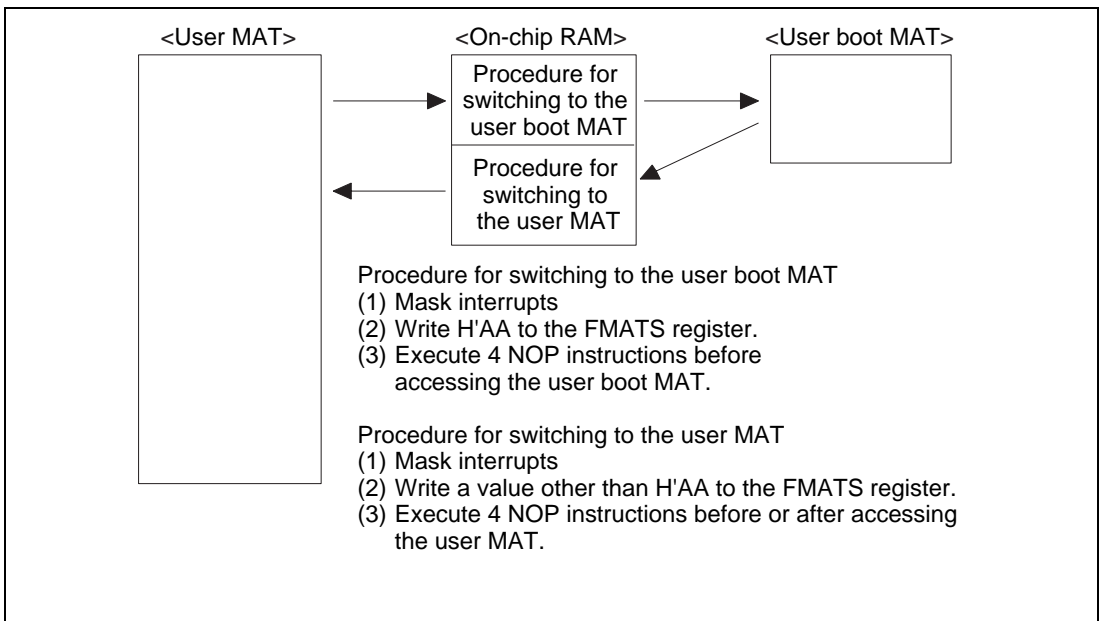 <User MAT>
<On-chip RAM>
<User boot MAT>
Procedure for
switching to the
user boot MAT
Procedure for
switching to
the user MAT
Procedure for switching to the user boot MAT
(1) Mask interrupts
(2) Write H'AA to the FMATS register.
(3) Execute 4 NOP instructions before
accessing the user boot MAT.
Procedure for switching to the user MAT
(1) Mask interrupts
(2) Write a value other than H'AA to the FMATS register.
(3) Execute 4 NOP instructions before or after accessing
the user MAT.